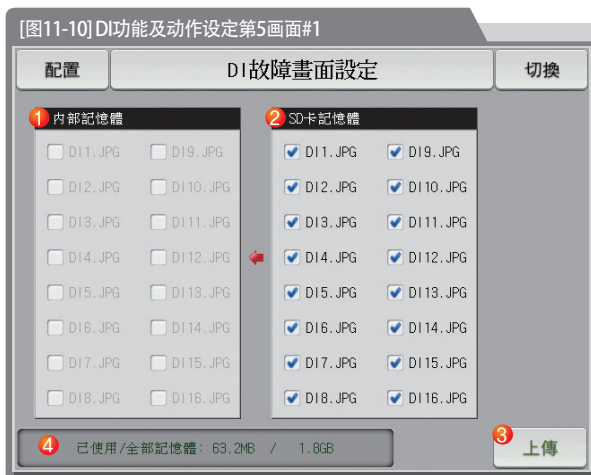 [图11-10] DI功能及动作设定第5画面#1
配置 DI故障畫面設定 切換
1 内部記憶體 2 SD卡記憶體
DI1.JPG DI9.JPG DI1.JPG DI9.JPG
DI2.JPG DI10.JPG DI2.JPG DI10.JPG
DI3.JPG DI11.JPG DI3.JPG DI11.JPG
DI4.JPG DI12.JPG DI4.JPG DI12.JPG
DI5.JPG DI13.JPG DI5.JPG DI13.JPG
DI6.JPG DI14.JPG DI6.JPG DI14.JPG
DI7.JPG DI15.JPG DI7.JPG DI15.JPG
DI8.JPG DI16.JPG DI8.JPG DI16.JPG
4 己使用/全部記憶體: 63.2MB / 1.8GB
3 上傳